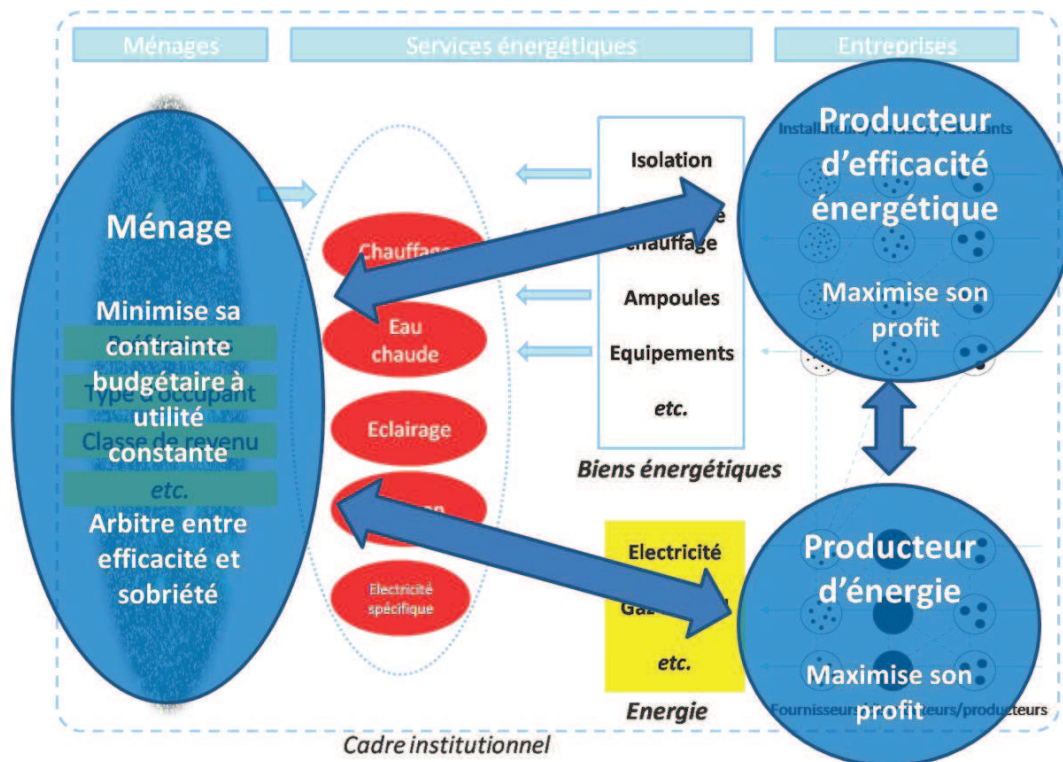 Ménages
Services énergétiques
Entreprises
Ménage
Minimise sa
contrainte
budgétaire à
Type d'occupant
utilité
Classe de revenu
constante
etc.
Arbitre entre
efficacité et
sobriété
Chauffage
Eau
chaude
Eclairage
Electricité
spécifique
Isolation
chauffage
Ampoules
Equipements
etc.
Biens énergétiques
Electricité
etc.
Energie
Producteur
d'efficacité
énergétique
Maximise son
profit
Producteur
d'énergie
Maximise son
profit
Cadre institutionnel